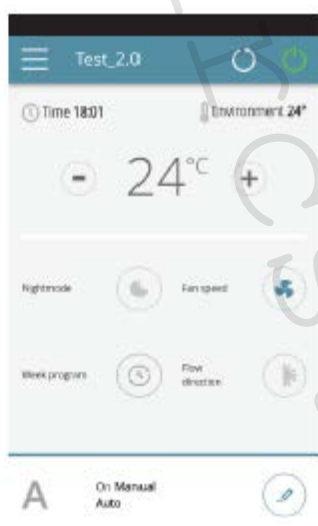 Test_2.0
Time 18:01 Environment 24°
- 24°C +
Nightmode Fan speed
Week program Flow direction
A On Manual
Auto